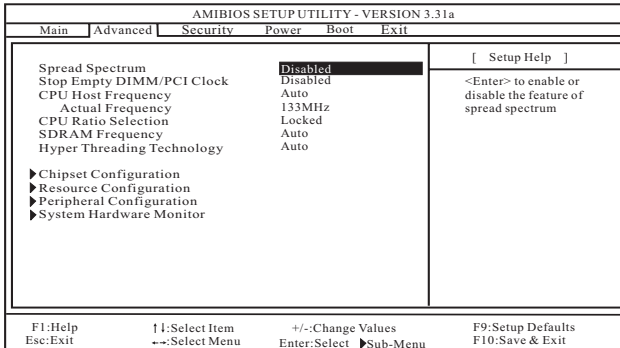 AMIBIOS SETUP UTILITY - VERSION 3.31a
Main Advanced Security Power Boot Exit
[ Setup Help ]
Spread Spectrum Disabled
Stop Empty DIMM/PCI Clock Disabled
CPU Host Frequency Auto
Actual Frequency 133MHz
CPU Ratio Selection Locked
SDRAM Frequency Auto
Hyper Threading Technology Auto
Chipset Configuration
Resource Configuration
Peripheral Configuration
System Hardware Monitor
<Enter> to enable or
disable the feature of
spread spectrum
F1:Help ↑↓:Select Item +/-:Change Values F9:Setup Defaults
Esc:Exit ←→:Select Menu Enter:Select ▶Sub-Menu F10:Save & Exit